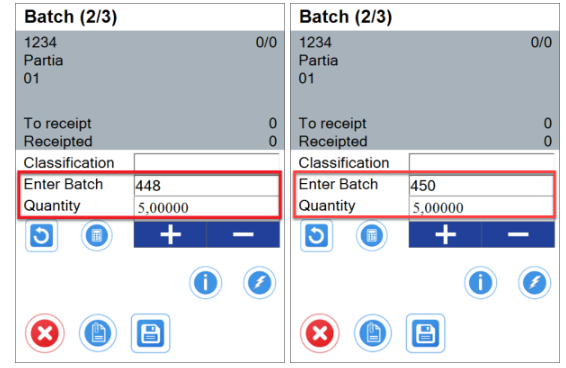 Batch (2/3)
1234 0/0
Partia
01
To receipt 0
Receipted 0
Classification
Enter Batch 448
Quantity 5,00000
Batch (2/3)
1234 0/0
Partia
01
To receipt 0
Receipted 0
Classification
Enter Batch 450
Quantity 5,00000